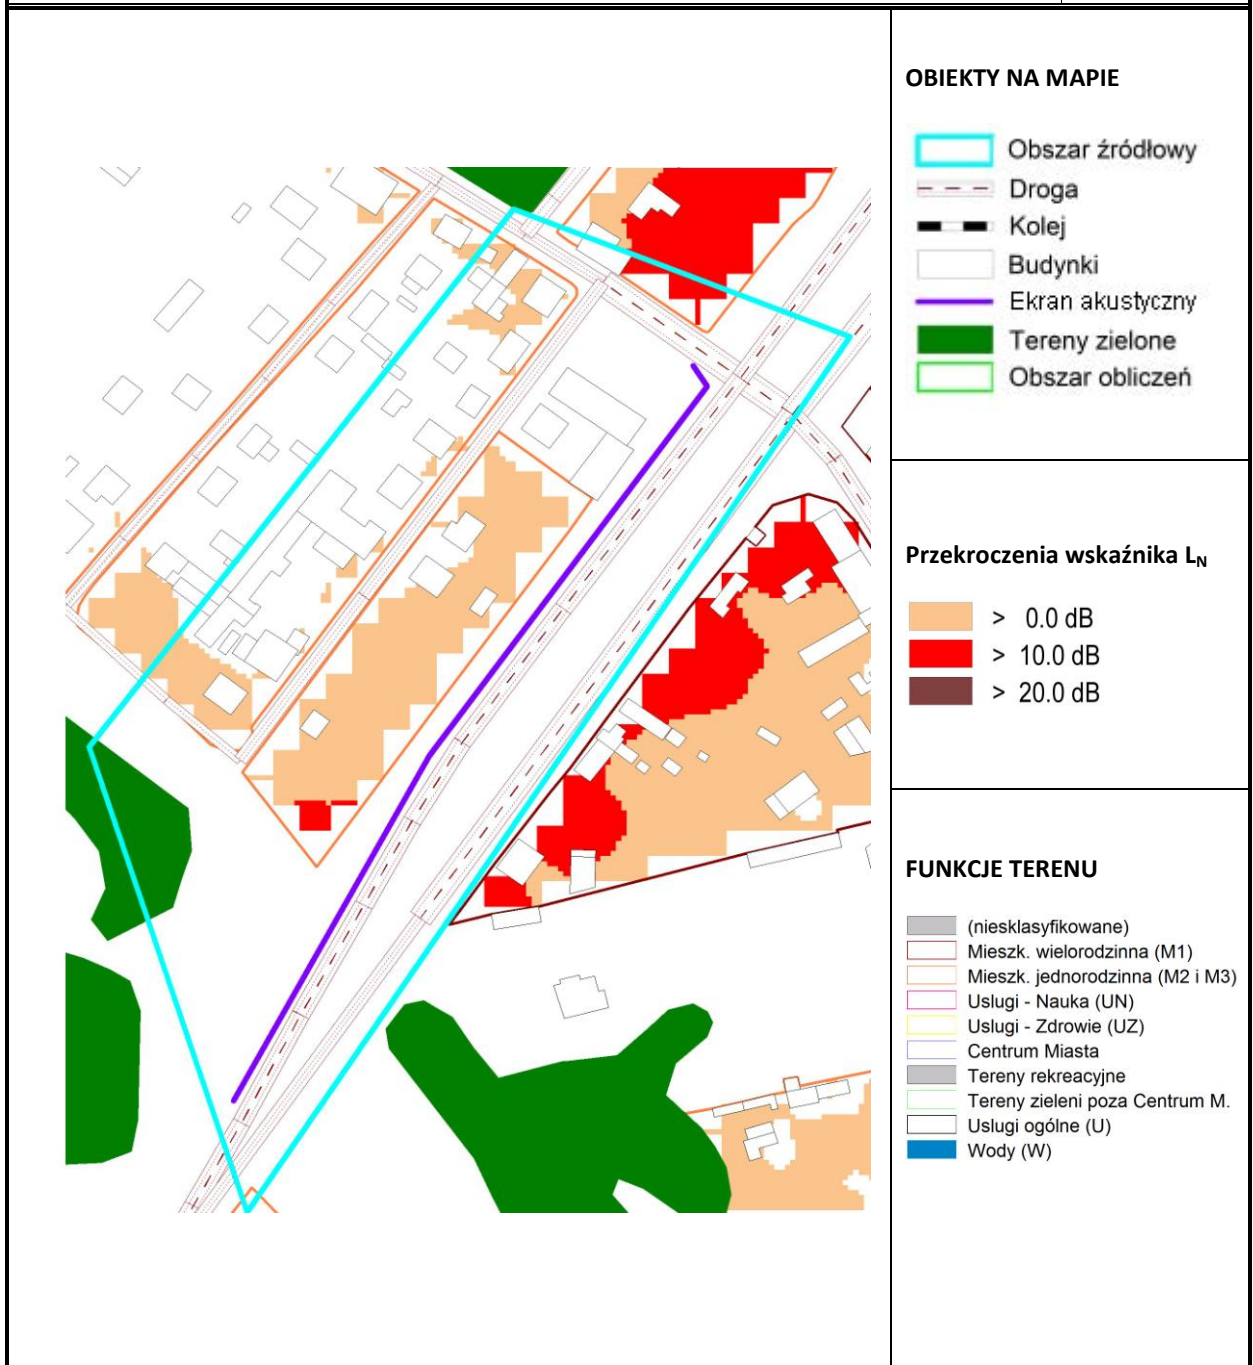 OBIEKTY NA MAPIE
Obszar źródłowy
Droga
Kolej
Budynki
Ekran akustyczny
Tereny zielone
Obszar obliczeń
Przekroczenia wskaźnika LN
> 0.0 dB
> 10.0 dB
> 20.0 dB
FUNKCJE TERENU
(niesklasyfikowane)
Mieszk. wielorodzinna (M1)
Mieszk. jednorodzinna (M2 i M3)
Uslugi - Nauka (UN)
Uslugi - Zdrowie (UZ)
Centrum Miasta
Tereny rekreacyjne
Tereny zieleni poza Centrum M.
Uslugi ogólne (U)
Wody (W)